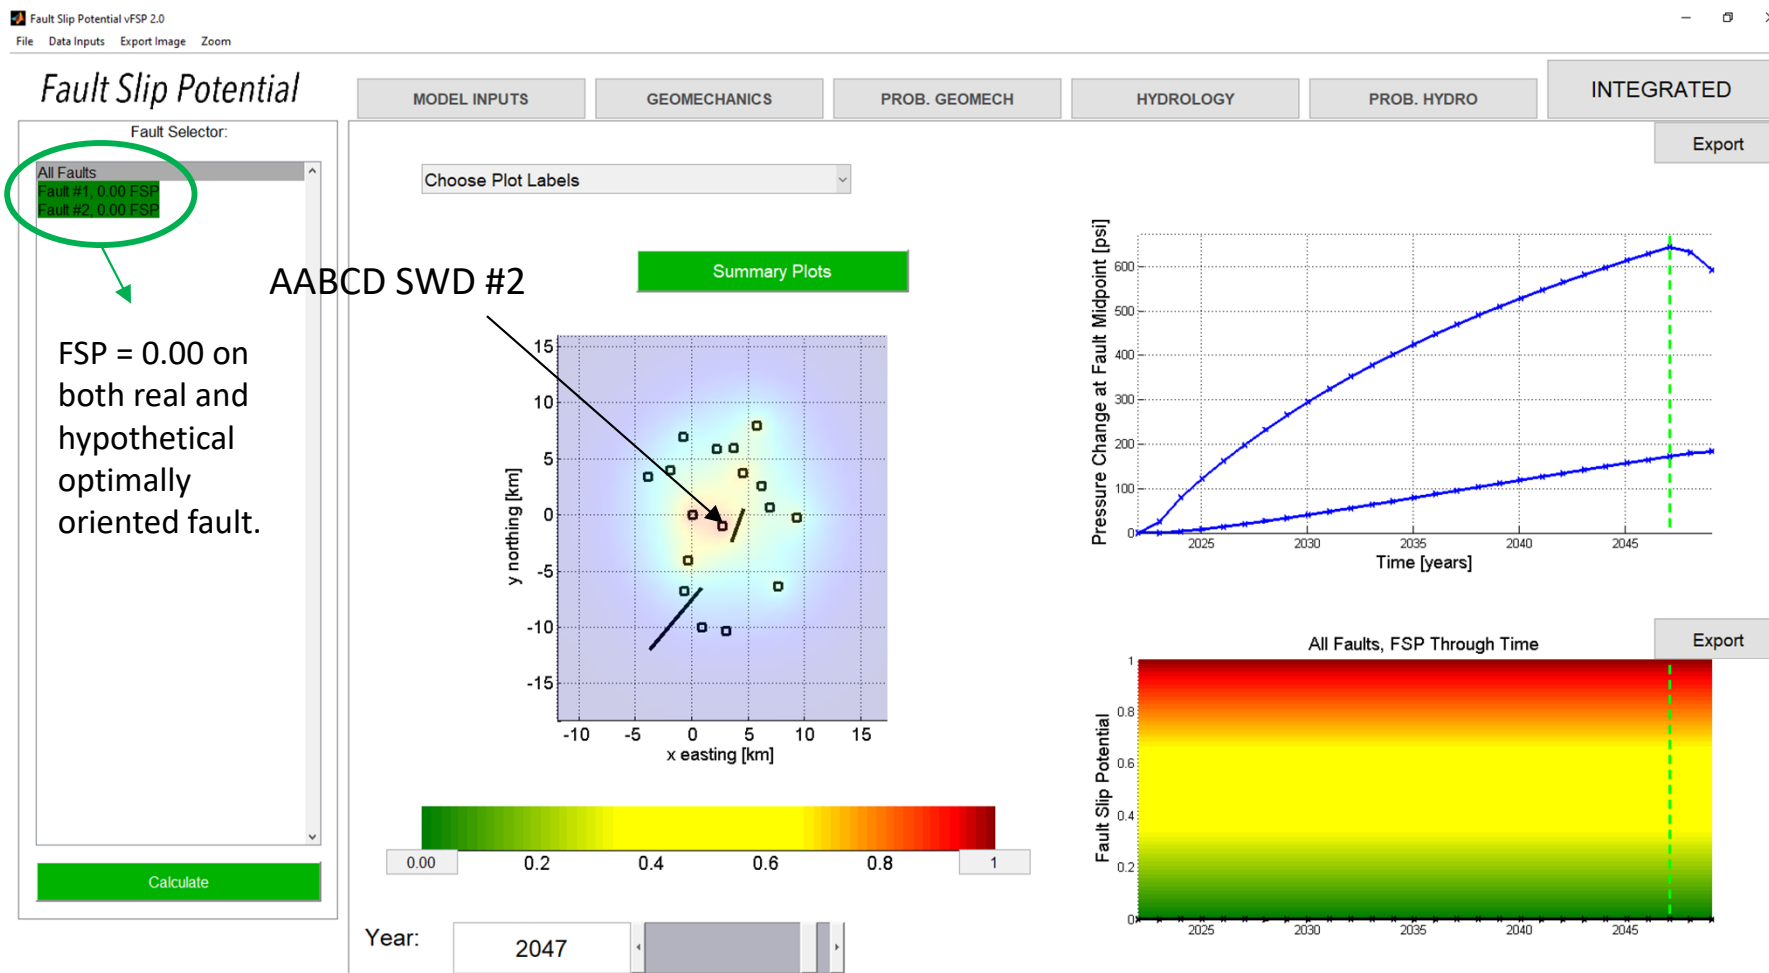 Fault Slip Potential vFSP 2.0
File Data Inputs Export Image Zoom
Fault Slip Potential
MODEL INPUTS
GEOMECHANICS
PROB. GEOMECH
HYDROLOGY
PROB. HYDRO
INTEGRATED
Fault Selector:
All Faults
Fault #1, 0.00 FSP
Fault #2, 0.00 FSP
FSP = 0.00 on
both real and
hypothetical
optimally
oriented fault.
Calculate
Export
Choose Plot Labels
Summary Plots
AABCD SWD #2
15
10
5
0
-5
-10
-15
y northing [km]
-10 -5 0 5 10 15
x easting [km]
0.00 0.2 0.4 0.6 0.8 1
Year: 2047
Pressure Change at Fault Midpoint [psi]
600
500
400
300
200
100
0
2025 2030 2035 2040 2045
Time [years]
All Faults, FSP Through Time
Export
Fault Slip Potential
1
0.8
0.6
0.4
0.2
0
2025 2030 2035 2040 2045